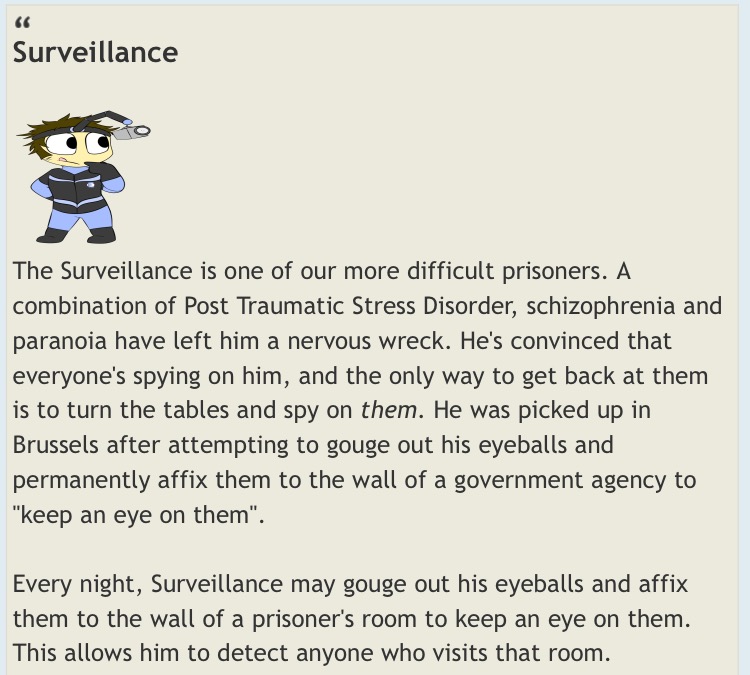 “
Surveillance
The Surveillance is one of our more difficult prisoners. A
combination of Post Traumatic Stress Disorder, schizophrenia and
paranoia have left him a nervous wreck. He's convinced that
everyone's spying on him, and the only way to get back at them
is to turn the tables and spy on them. He was picked up in
Brussels after attempting to gouge out his eyeballs and
permanently affix them to the wall of a government agency to
"keep an eye on them".
Every night, Surveillance may gouge out his eyeballs and affix
them to the wall of a prisoner's room to keep an eye on them.
This allows him to detect anyone who visits that room.